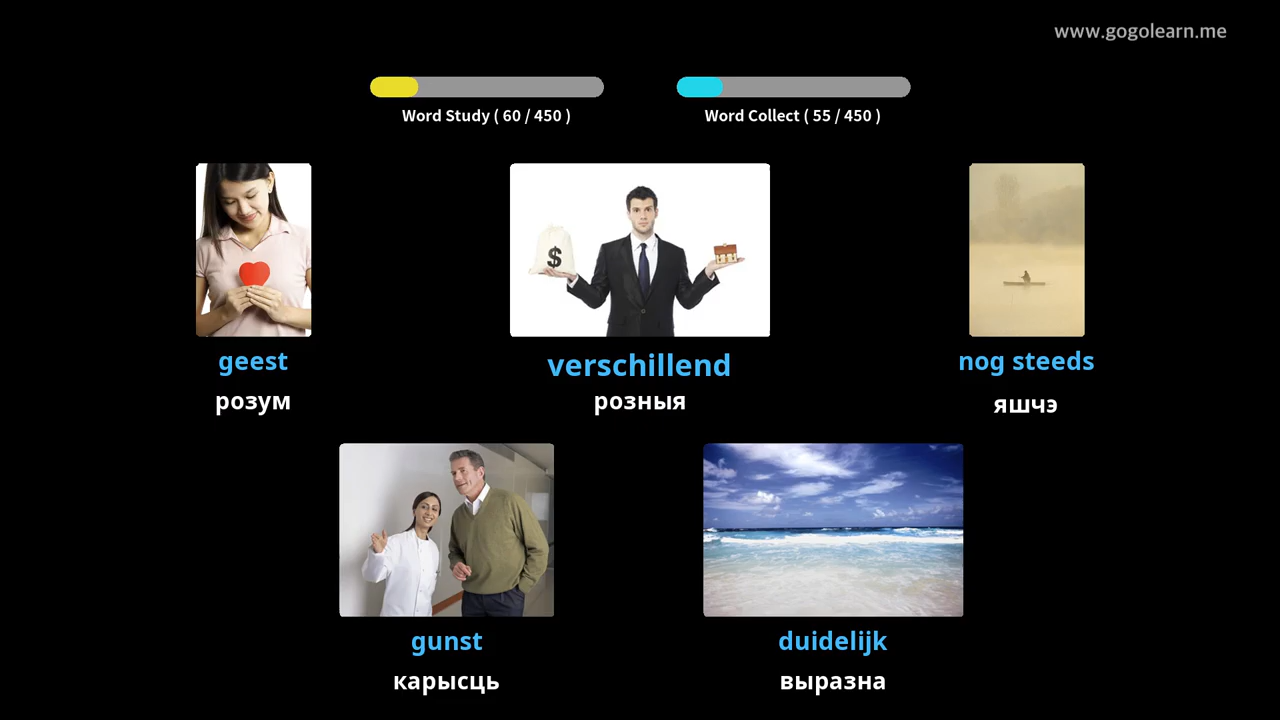 www.gogolearn.me
Word Study ( 60 / 450 )
Word Collect ( 55 / 450 )
$
geest
розум
verschillend
розныя
nog steeds
яшчэ
gunst
карысць
duidelijk
выразна